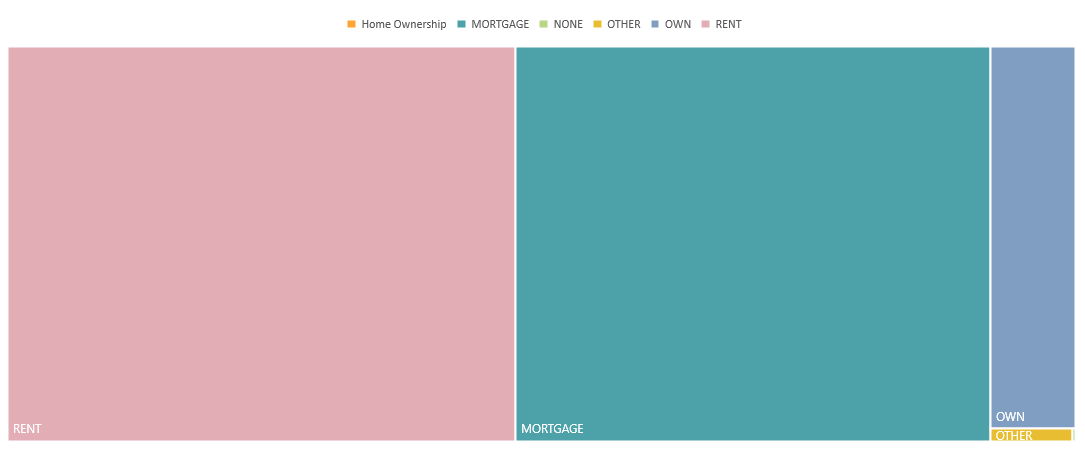 Home Ownership MORTGAGE NONE OTHER OWN RENT
RENT
MORTGAGE
OWN
OTHER